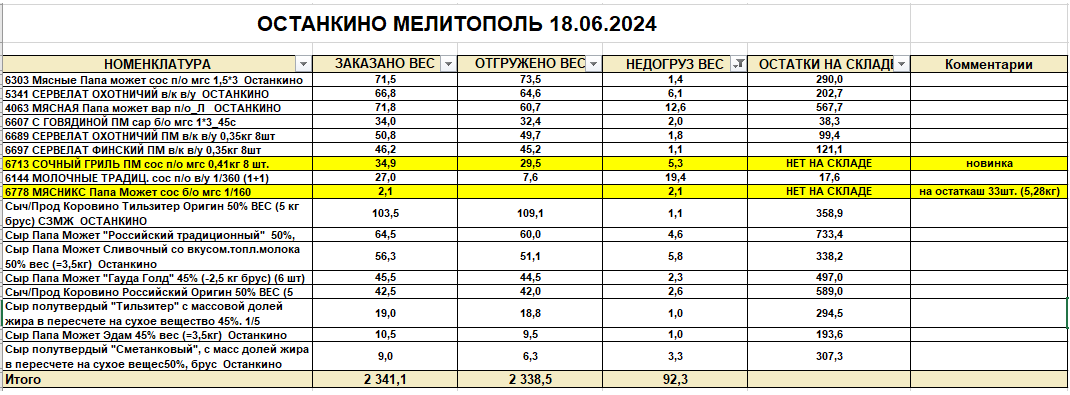 ОСТАНКИНО МЕЛИТОПОЛЬ 18.06.2024
НОМЕНКЛАТУРА ЗАКАЗАНО ВЕС ОТГРУЖЕНО ВЕС НЕДОГРУЗ ВЕС ОСТАТКИ НА СКЛАДЕ Комментарии
6303 Мясные Папа может сос п/о мгс 1,5*3 Останкино 71,5 73,5 1,4 290,0
5341 СЕРВЕЛАТ ОХОТНИЧИЙ в/к в/у ОСТАНКИНО 66,8 64,6 6,1 202,7
4063 МЯСНАЯ Папа может вар п/о_Л ОСТАНКИНО 71,8 60,7 12,6 567,7
6607 С ГОВЯДИНОЙ ПМ сар б/о мгс 1*3_45с 34,0 32,4 2,0 38,3
6689 СЕРВЕЛАТ ОХОТНИЧИЙ ПМ в/к в/у 0,35кг 8шт 50,8 49,7 1,8 99,4
6697 СЕРВЕЛАТ ФИНСКИЙ ПМ в/к в/у 0,35кг 8шт 46,2 45,2 1,1 121,1
6713 СОЧНЫЙ ГРИЛЬ ПМ сос п/о мгс 0,41кг 8 шт. 34,9 29,5 5,3 НЕТ НА СКЛАДЕ новинка
6144 МОЛОЧНЫЕ ТРАДИЦ. сос п/о в/у 1/360 (1+1) 27,0 7,6 19,4 17,6
6778 МЯСНИКС Папа Может сос б/о мгс 1/160 2,1 2,1 НЕТ НА СКЛАДЕ на остаткаш 33шт. (5,28кг)
Сыч/Прод Коровино Тильзитер Оригин 50% ВЕС (5 кг
брус) СЗМЖ ОСТАНКИНО 103,5 109,1 1,1 358,9
Сыр Папа Может "Российский традиционный" 50%, 64,5 60,0 4,6 733,4
Сыр Папа Может Сливочный со вкусом.топл.молока
50% вес (=3,5кг) Останкино 56,3 51,1 5,8 338,2
Сыр Папа Может "Гауда Голд" 45% (-2,5 кг брус) (6 шт) 45,5 44,5 2,3 497,0
Сыч/Прод Коровино Российский Оригин 50% ВЕС (5 42,5 42,0 2,6 589,0
Сыр полутвердый "Тильзитер" с массовой долей
жира в пересчете на сухое вещество 45%. 1/5 19,0 18,8 1,0 294,5
Сыр Папа Может Эдам 45% вес (=3,5кг) Останкино 10,5 9,5 1,0 193,6
Сыр полутвердый "Сметанковый", с масс долей жира
в пересчете на сухое вещес50%, брус Останкино 9,0 6,3 3,3 307,3
Итого 2 341,1 2 338,5 92,3